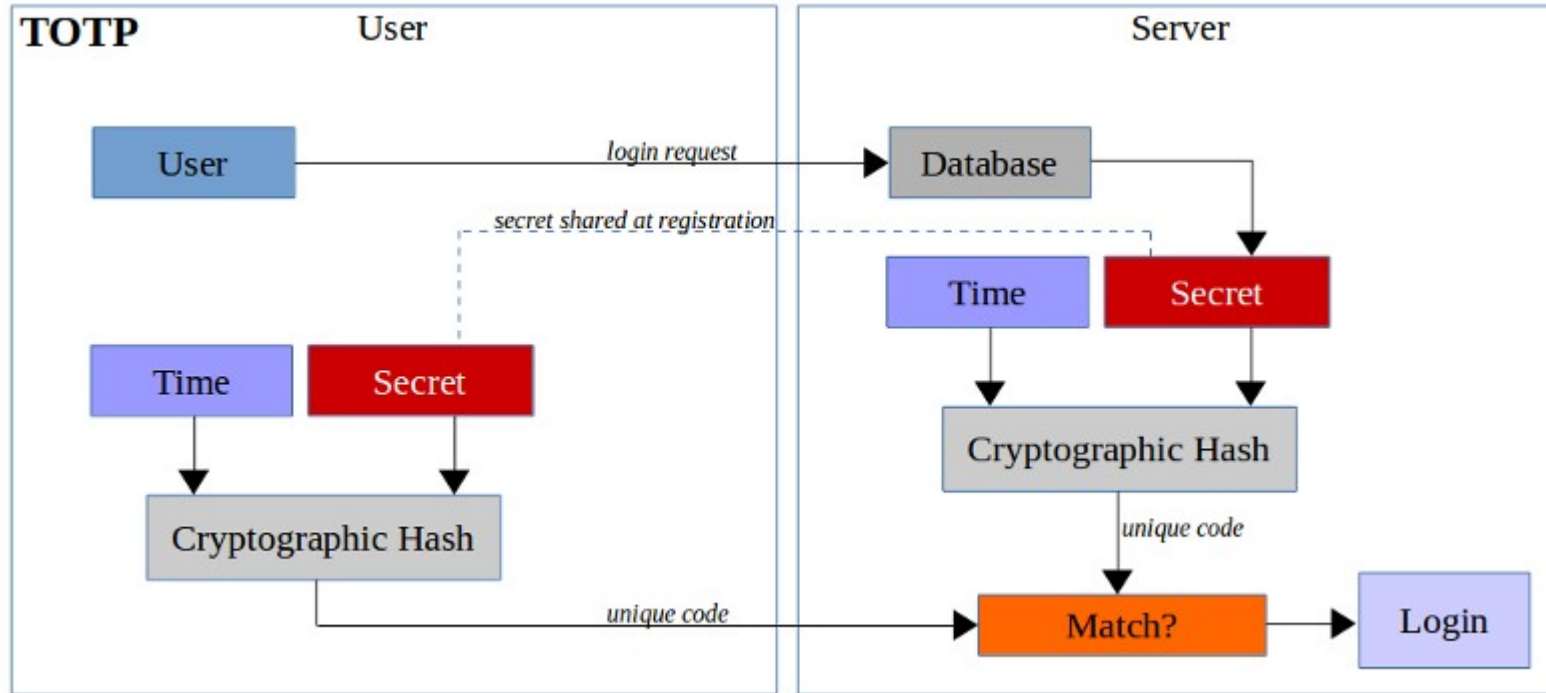 TOTP
User
Server
User
login request
Database
secret shared at registration
Time
Secret
Time
Secret
Cryptographic Hash
Cryptographic Hash
unique code
unique code
Match?
Login